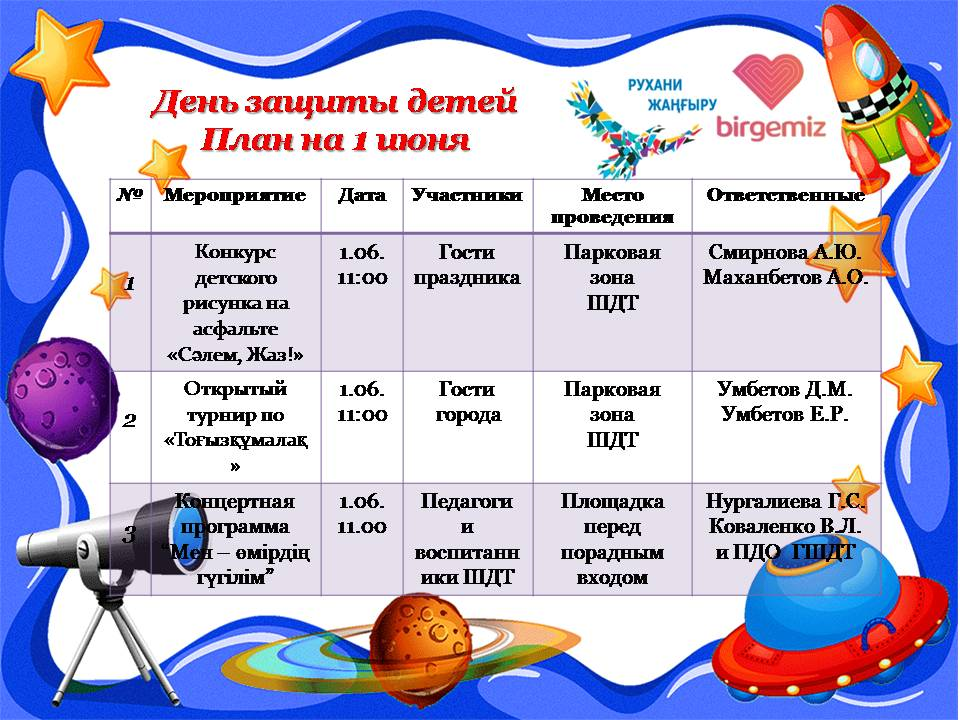 День защиты детей
План на 1 июня
РУХАНИ
ЖАҢҒЫРУ
birgemiz
№ Мероприятие Дата Участники Место проведения Ответственные
1
Конкурс
детского
рисунка на
асфальте
«Сәлем, Жаз!»
1.06.
11:00
Гости
праздника
Парковая
зона
ШДТ
Смирнова А.Ю.
Маханбетов А.О.
2
Открытый
турнир по
«Тоғызқұмалақ
»
1.06.
11:00
Гости
города
Парковая
зона
ШДТ
Умбетов Д.М.
Умбетов Е.Р.
3
Концертная
программа
“Мен – өмірдің
гүгілім”
1.06.
11.00
Педагоги
и
воспитанн
ики ШДТ
Площадка
перед
порадным
входом
Нургалиева Г.С.
Коваленко В.Л.
и ПДО ГШДТ